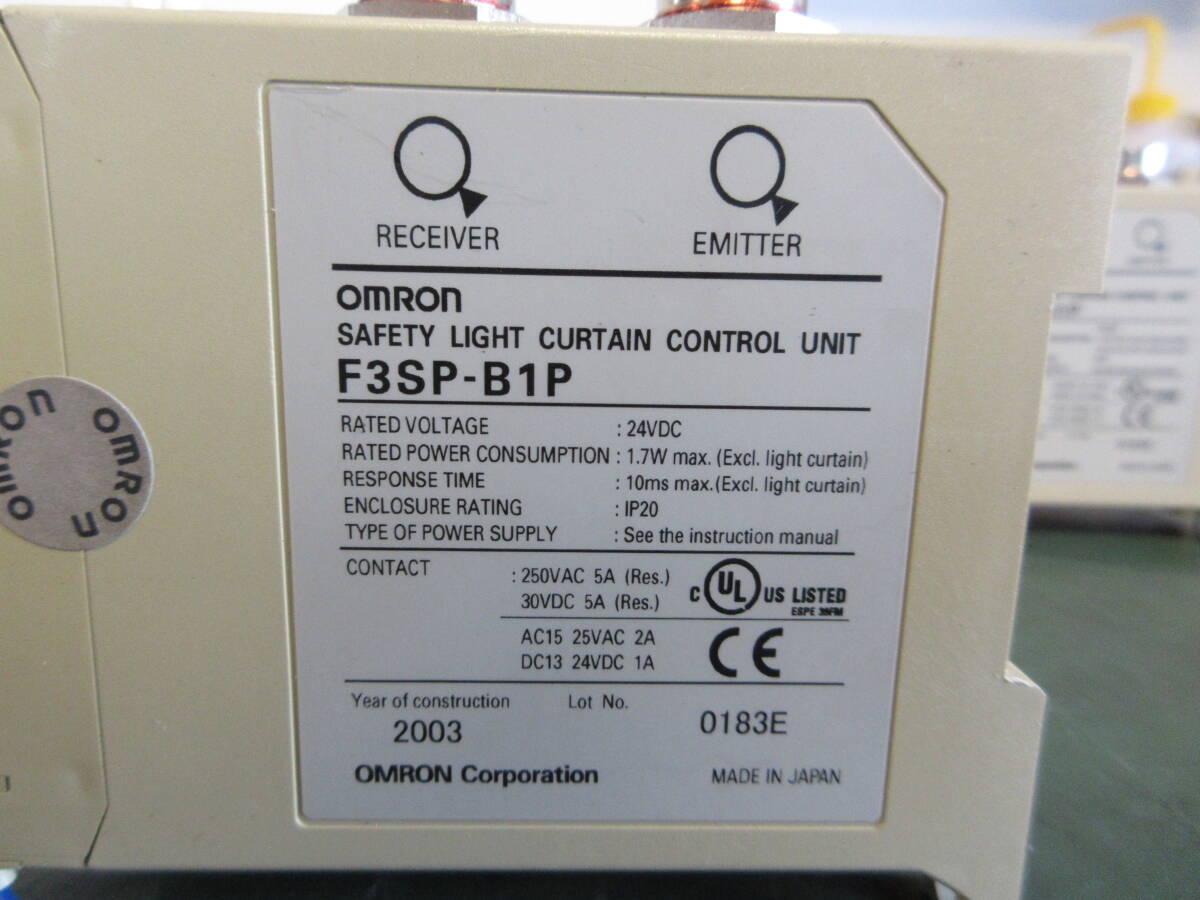 RECEIVER EMITTER
OMRON
SAFETY LIGHT CURTAIN CONTROL UNIT
F3SP-B1P
RATED VOLTAGE : 24VDC
RATED POWER CONSUMPTION : 1.7W max. (Excl. light curtain)
RESPONSE TIME : 10ms max. (Excl. light curtain)
ENCLOSURE RATING : IP20
TYPE OF POWER SUPPLY : See the instruction manual
CONTACT : 250VAC 5A (Res.)
30VDC 5A (Res.)
C UL US LISTED
ESPE 39FM
AC15 25VAC 2A
DC13 24VDC 1A
CE
Year of construction Lot No.
2003 0183E
OMRON Corporation MADE IN JAPAN
omron
omron